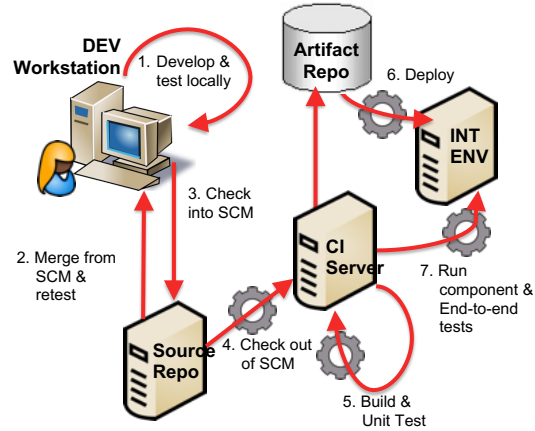 DEV
Workstation
1. Develop &
test locally
Artifact
Repo
6. Deploy
INT
ENV
3. Check
into SCM
2. Merge from
SCM &
retest
CI
Server
7. Run
component &
End-to-end
tests
Source
Repo
4. Check out
of SCM
5. Build &
Unit Test